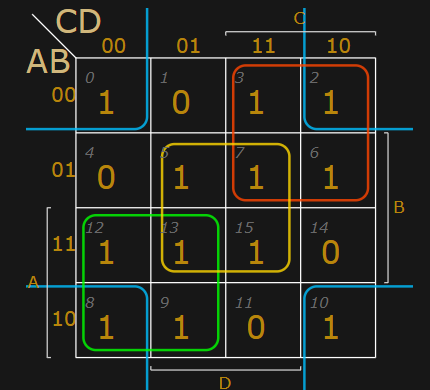 CD
C
00 01 11 10
AB
0 1 3 2
00 1 0 1 1
4 5 7 6
01 0 1 1 1
B
12 13 15 14
11 1 1 1 0
A
8 9 11 10
10 1 1 0 1
D